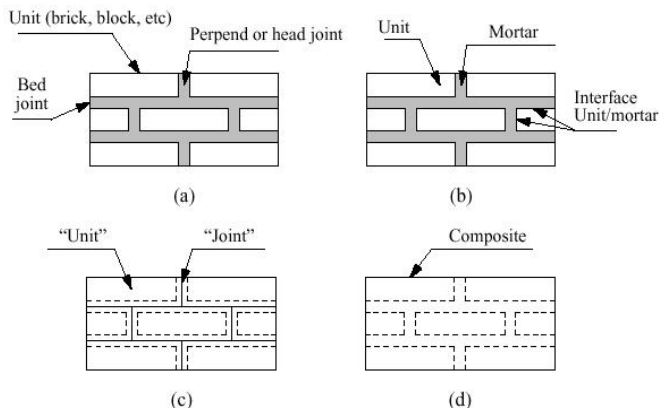 Unit (brick, block, etc)
Perpend or head joint
Bed
joint
(a)
Unit
Mortar
Interface
Unit/mortar
(b)
“Unit”
“Joint”
(c)
Composite
(d)